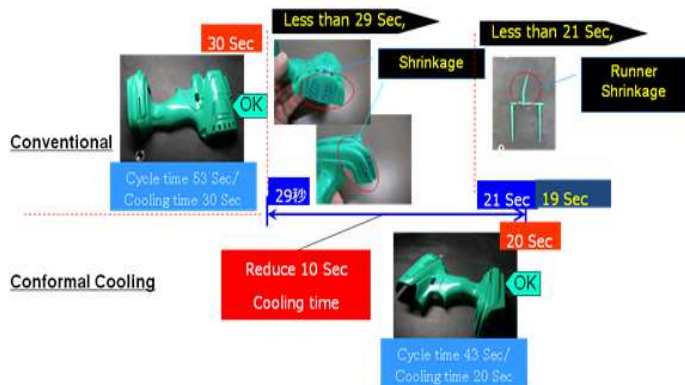 Less than 29 Sec,
Less than 21 Sec,
30 Sec
Shrinkage
Runner
Shrinkage
OK
Conventional
Cycle time 53 Sec/
Cooling time 30 Sec
29秒
21 Sec
19 Sec
20 Sec
Reduce 10 Sec
Cooling time
Conformal Cooling
OK
Cycle time 43 Sec/
Cooling time 20 Sec